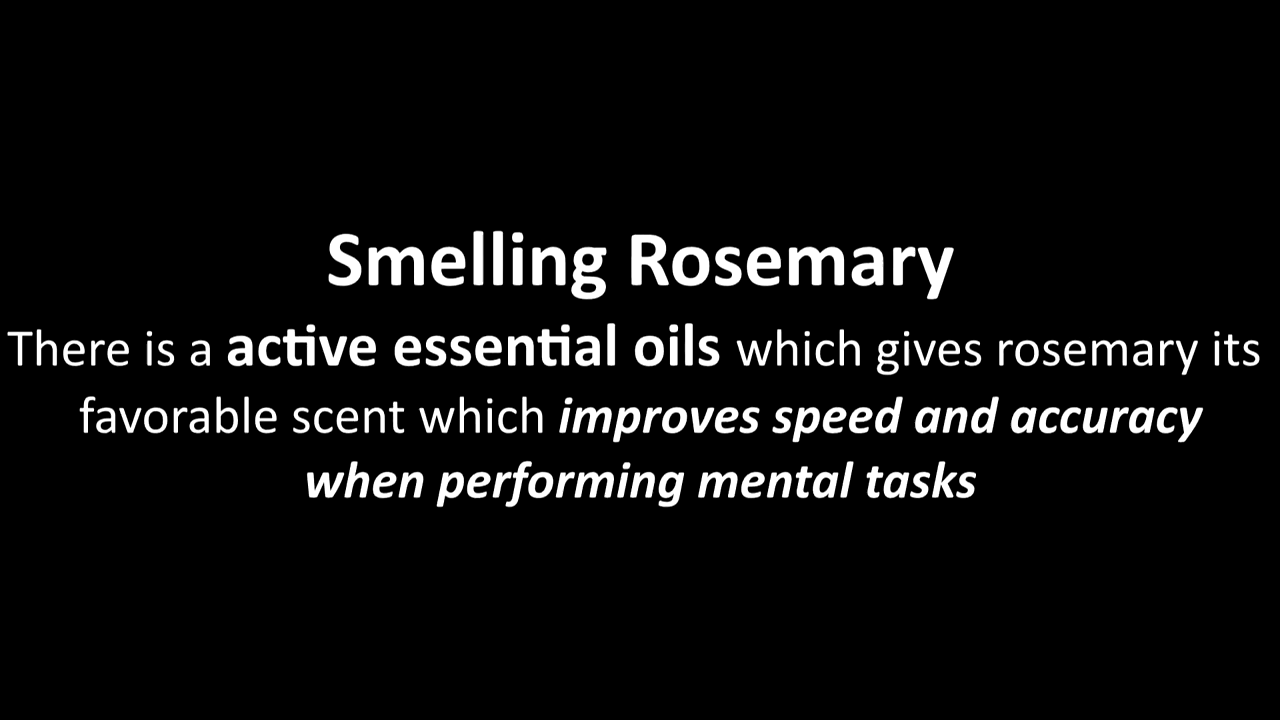 Smelling Rosemary
There is a active essential oils which gives rosemary its
favorable scent which improves speed and accuracy
when performing mental tasks